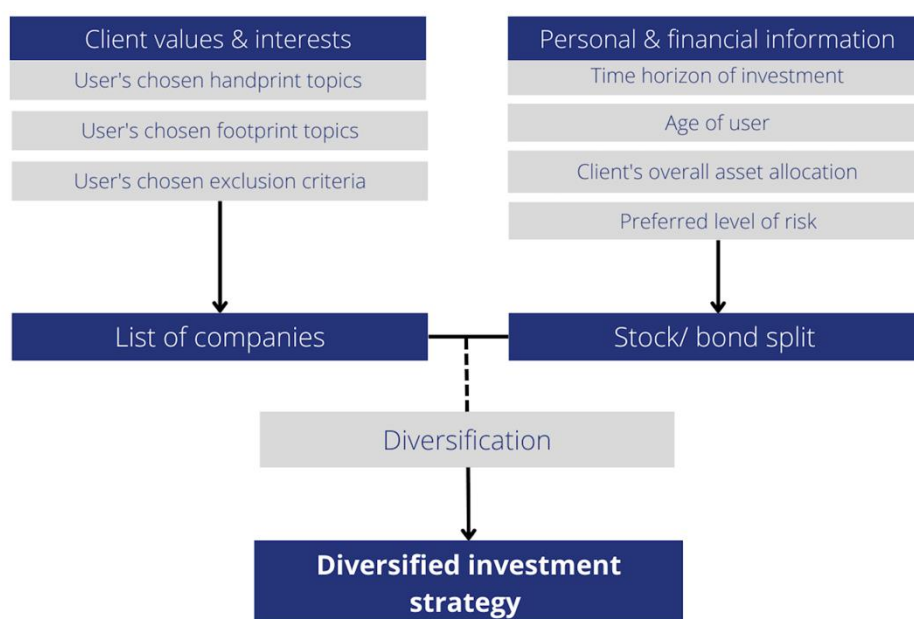 Client values & interests
User's chosen handprint topics
User's chosen footprint topics
User's chosen exclusion criteria
Personal & financial information
Time horizon of investment
Age of user
Client's overall asset allocation
Preferred level of risk
List of companies
Stock/ bond split
Diversification
Diversified investment
strategy